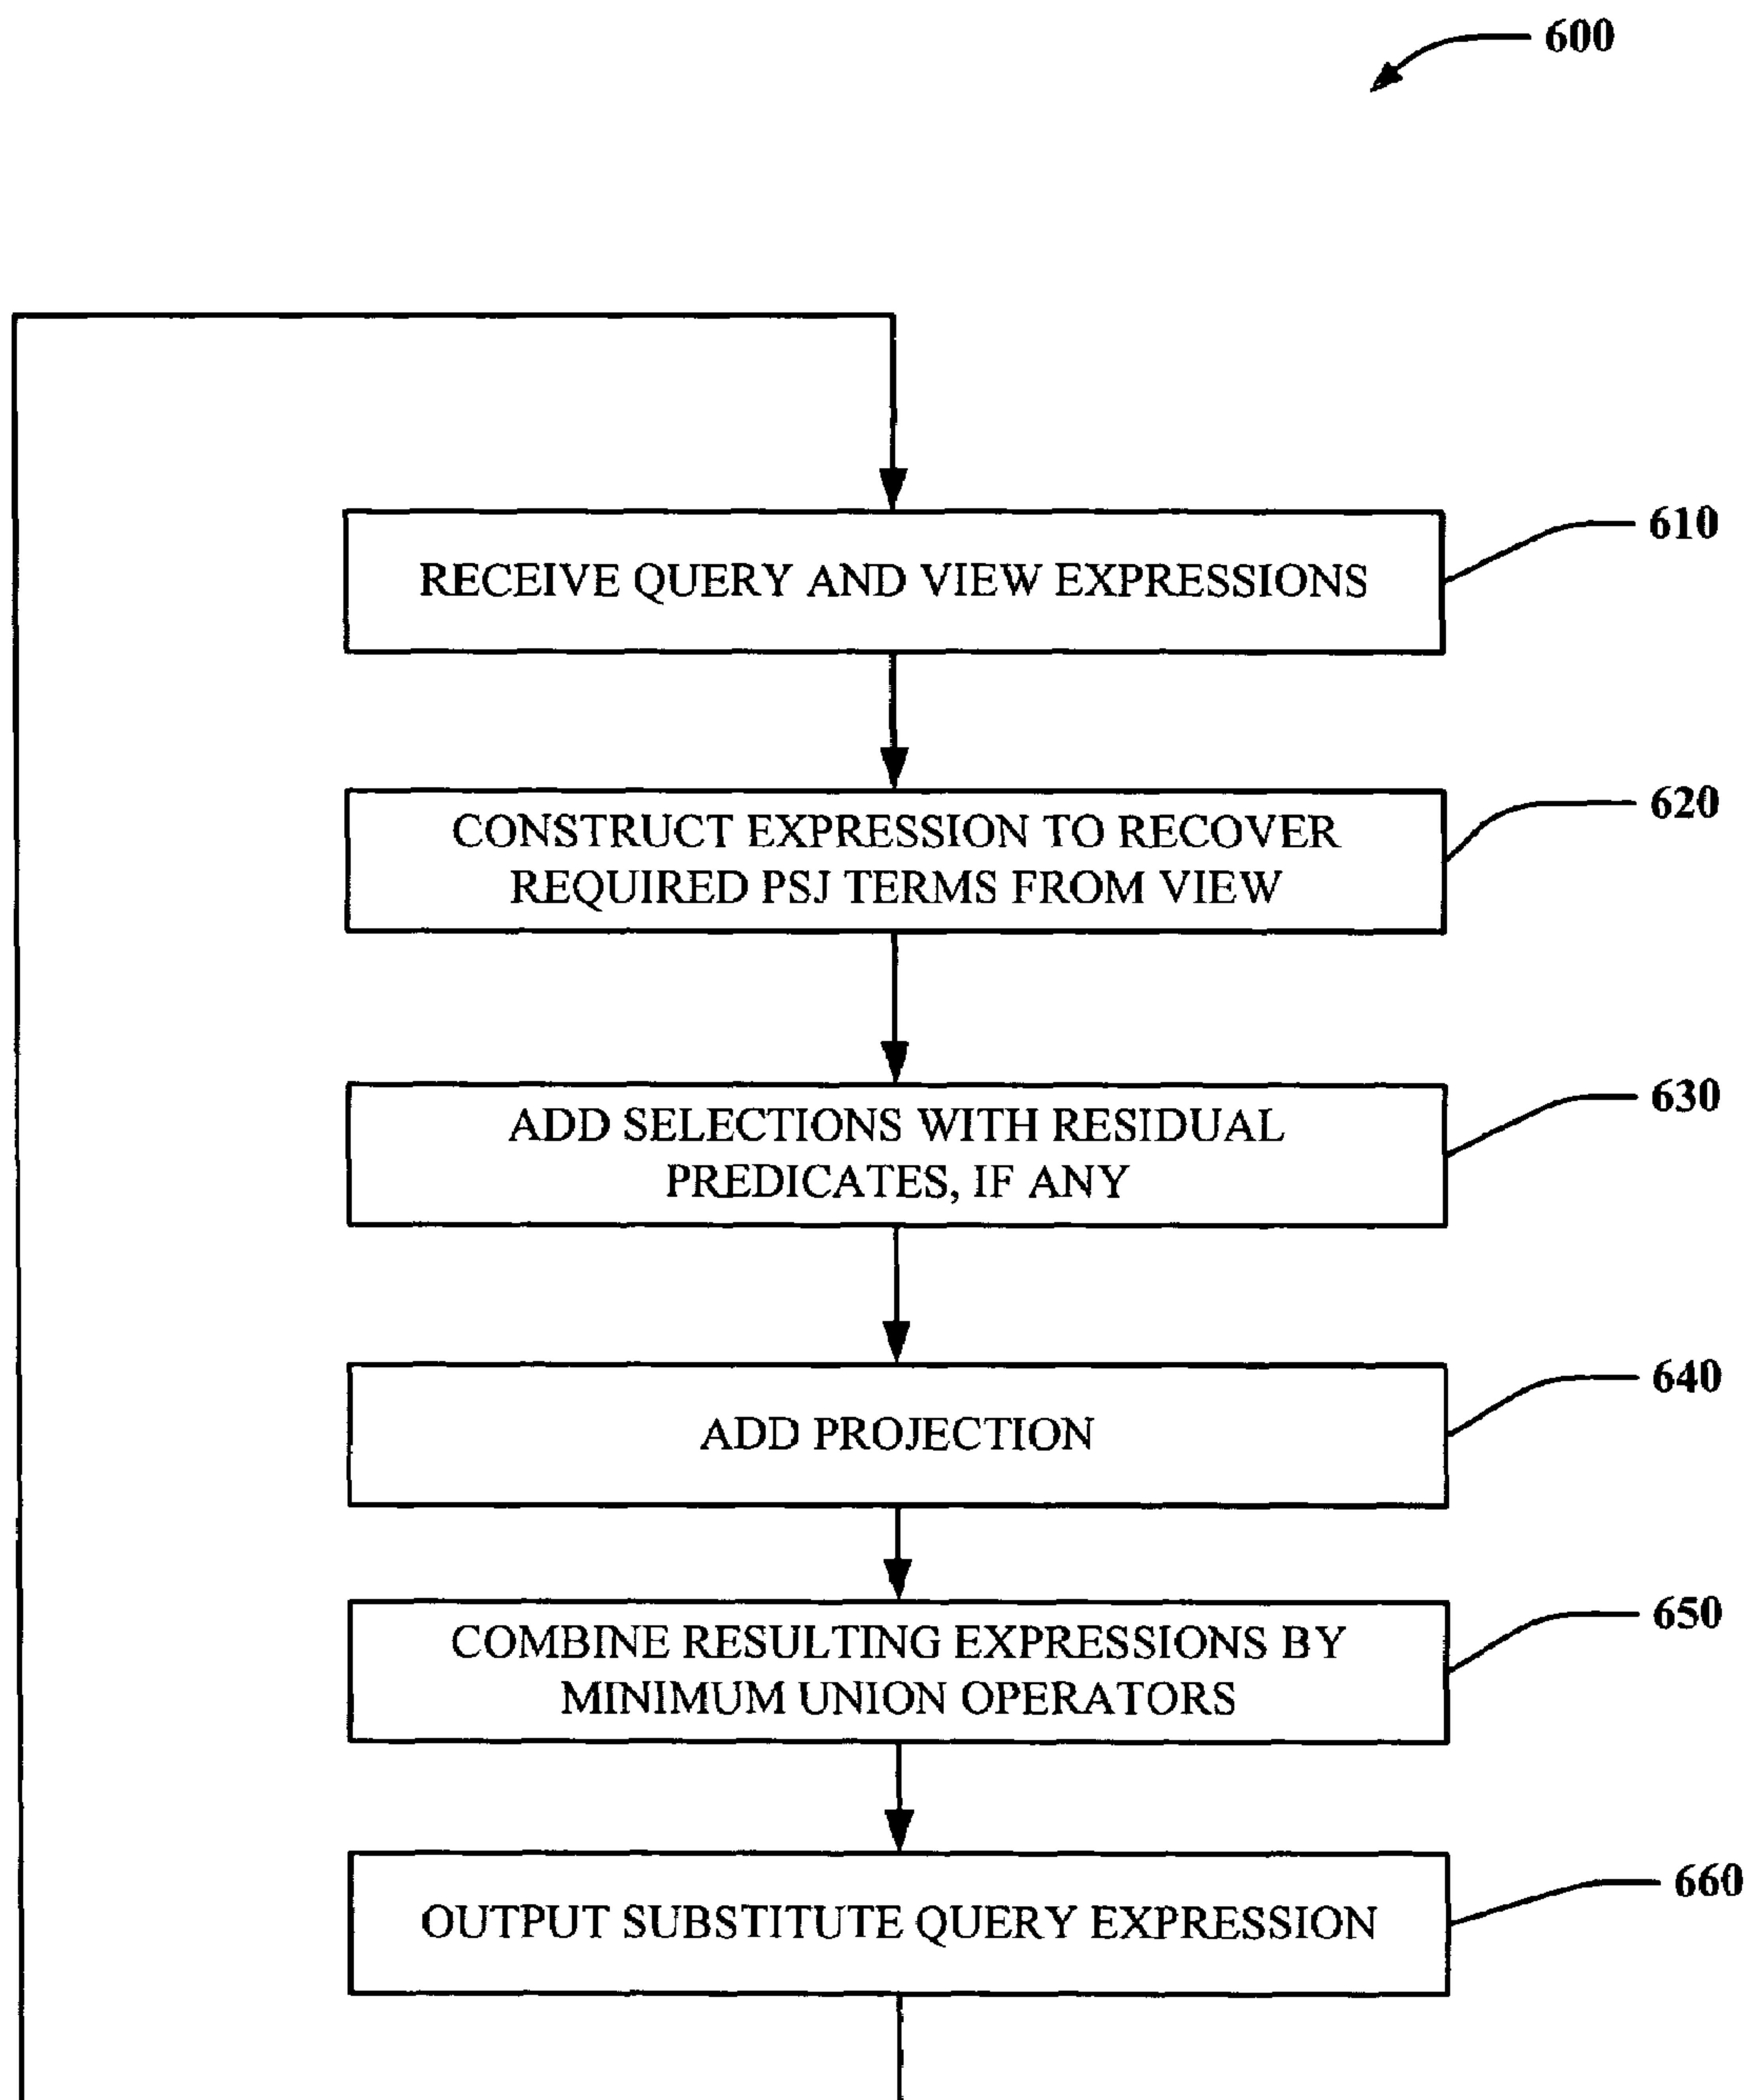 600
610
RECEIVE QUERY AND VIEW EXPRESSIONS
620
CONSTRUCT EXPRESSION TO RECOVER
REQUIRED PSJ TERMS FROM VIEW
630
ADD SELECTIONS WITH RESIDUAL
PREDICATES, IF ANY
640
ADD PROJECTION
650
COMBINE RESULTING EXPRESSIONS BY
MINIMUM UNION OPERATORS
660
OUTPUT SUBSTITUTE QUERY EXPRESSION